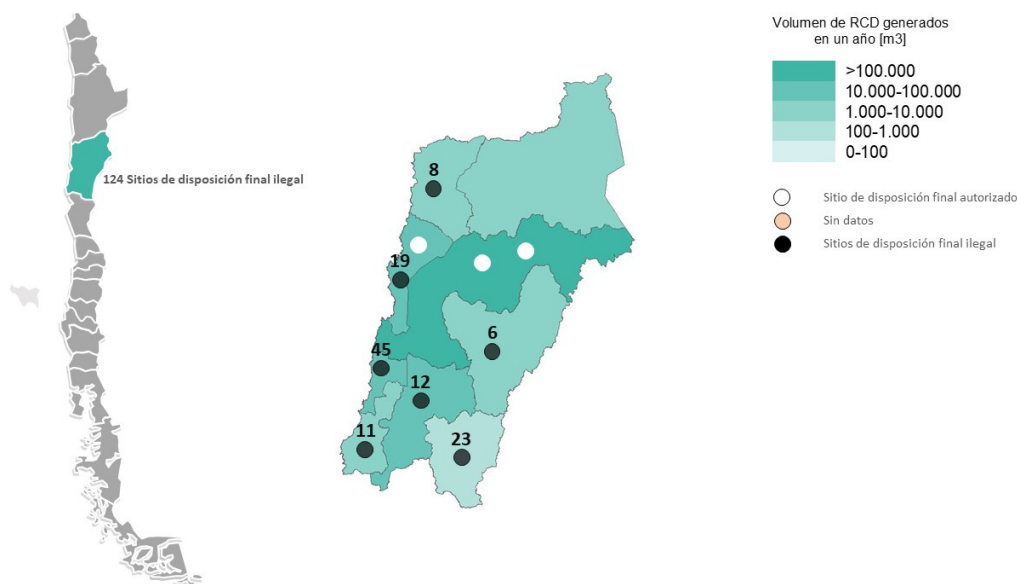 Volumen de RCD generados
en un año [m3]
>100.000
10.000-100.000
1.000-10.000
100-1.000
0-100
Sitio de disposición final autorizado
Sin datos
Sitios de disposición final ilegal
124 Sitios de disposición final ilegal
8
19
6
45
12
11
23